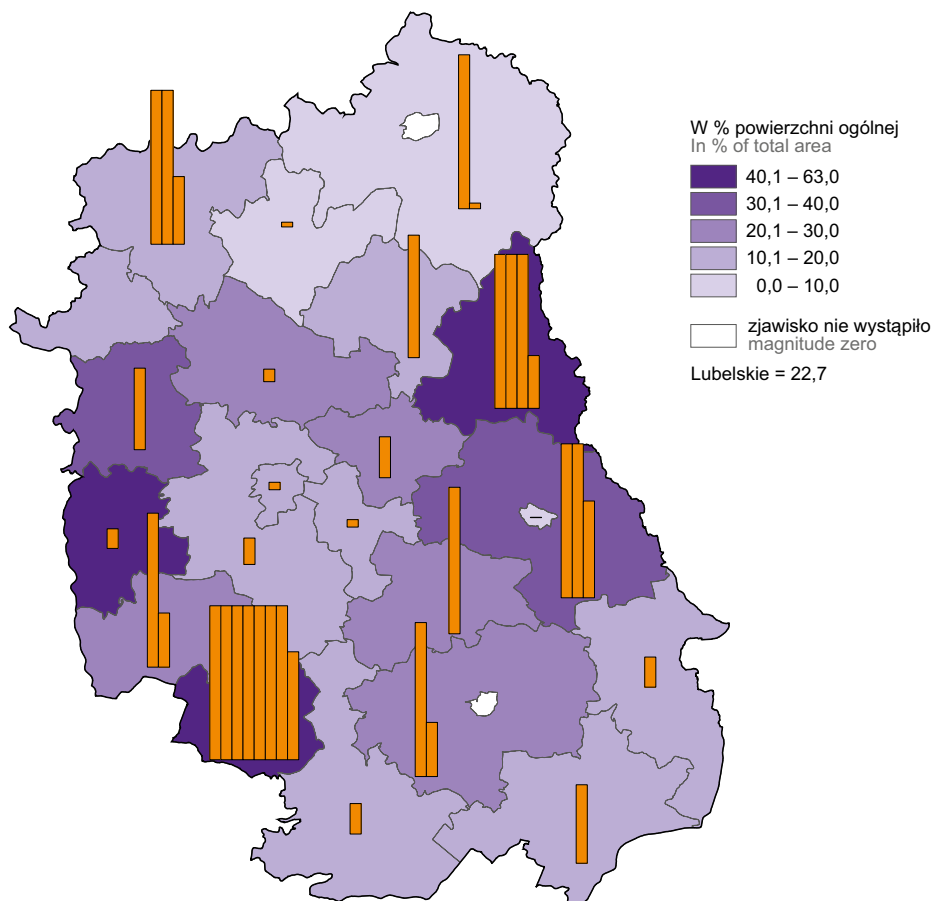 W % powierzchni ogólnej
In % of total area
40,1 – 63,0
30,1 – 40,0
20,1 – 30,0
10,1 – 20,0
0,0 – 10,0
zjawisko nie wystąpiło
magnitude zero
Lubelskie = 22,7